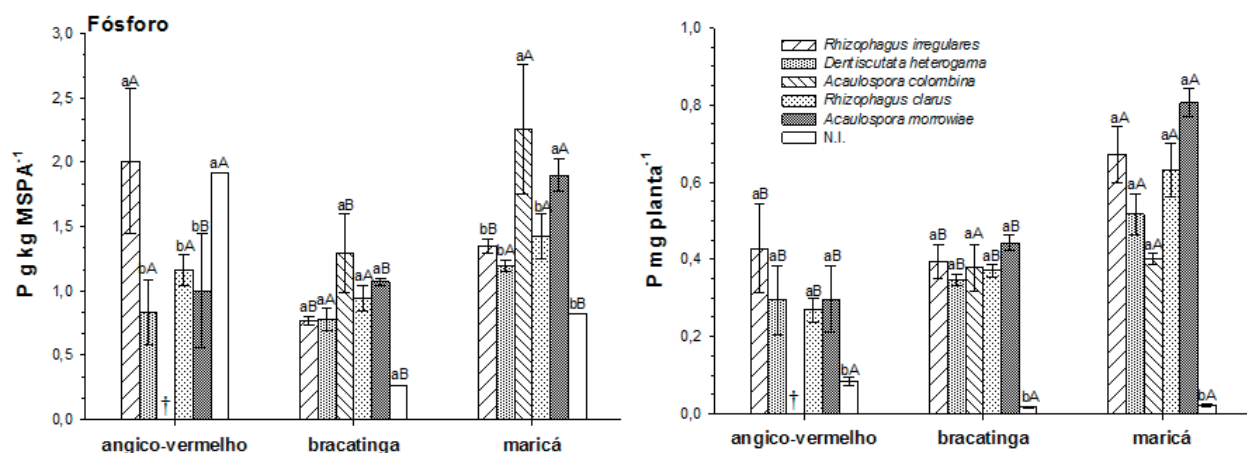 Fósforo
P g kg MSPA-1
3,0
2,5
2,0
1,5
1,0
0,5
0,0
aA
bA
†
bA
bB
aA
aB
aA
aA
aA
aB
aB
bB
bA
aA
bA
aA
bB
angico-vermelho
bracatinga
maricá
P mg planta-1
1,0
0,8
0,6
0,4
0,2
0,0
Rhizophagus irregulares
Dentiscutata heterogama
Acaulospora colombina
Rhizophagus clarus
Acaulospora morrowiae
N.I.
aB
aB
†
aB
aB
bA
aB
aB
aA
aB
aB
bA
aA
aA
aA
aA
aA
bA
angico-vermelho
bracatinga
maricá